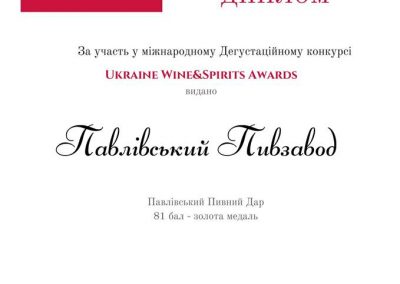 ДИПЛОМ
За участь у міжнародному Дегустаційному конкурсі
Ukraine Wine&Spirits Awards
видано
Павлівський Пивзавод
Павлівський Пивний Дар
81 бал - золота медаль